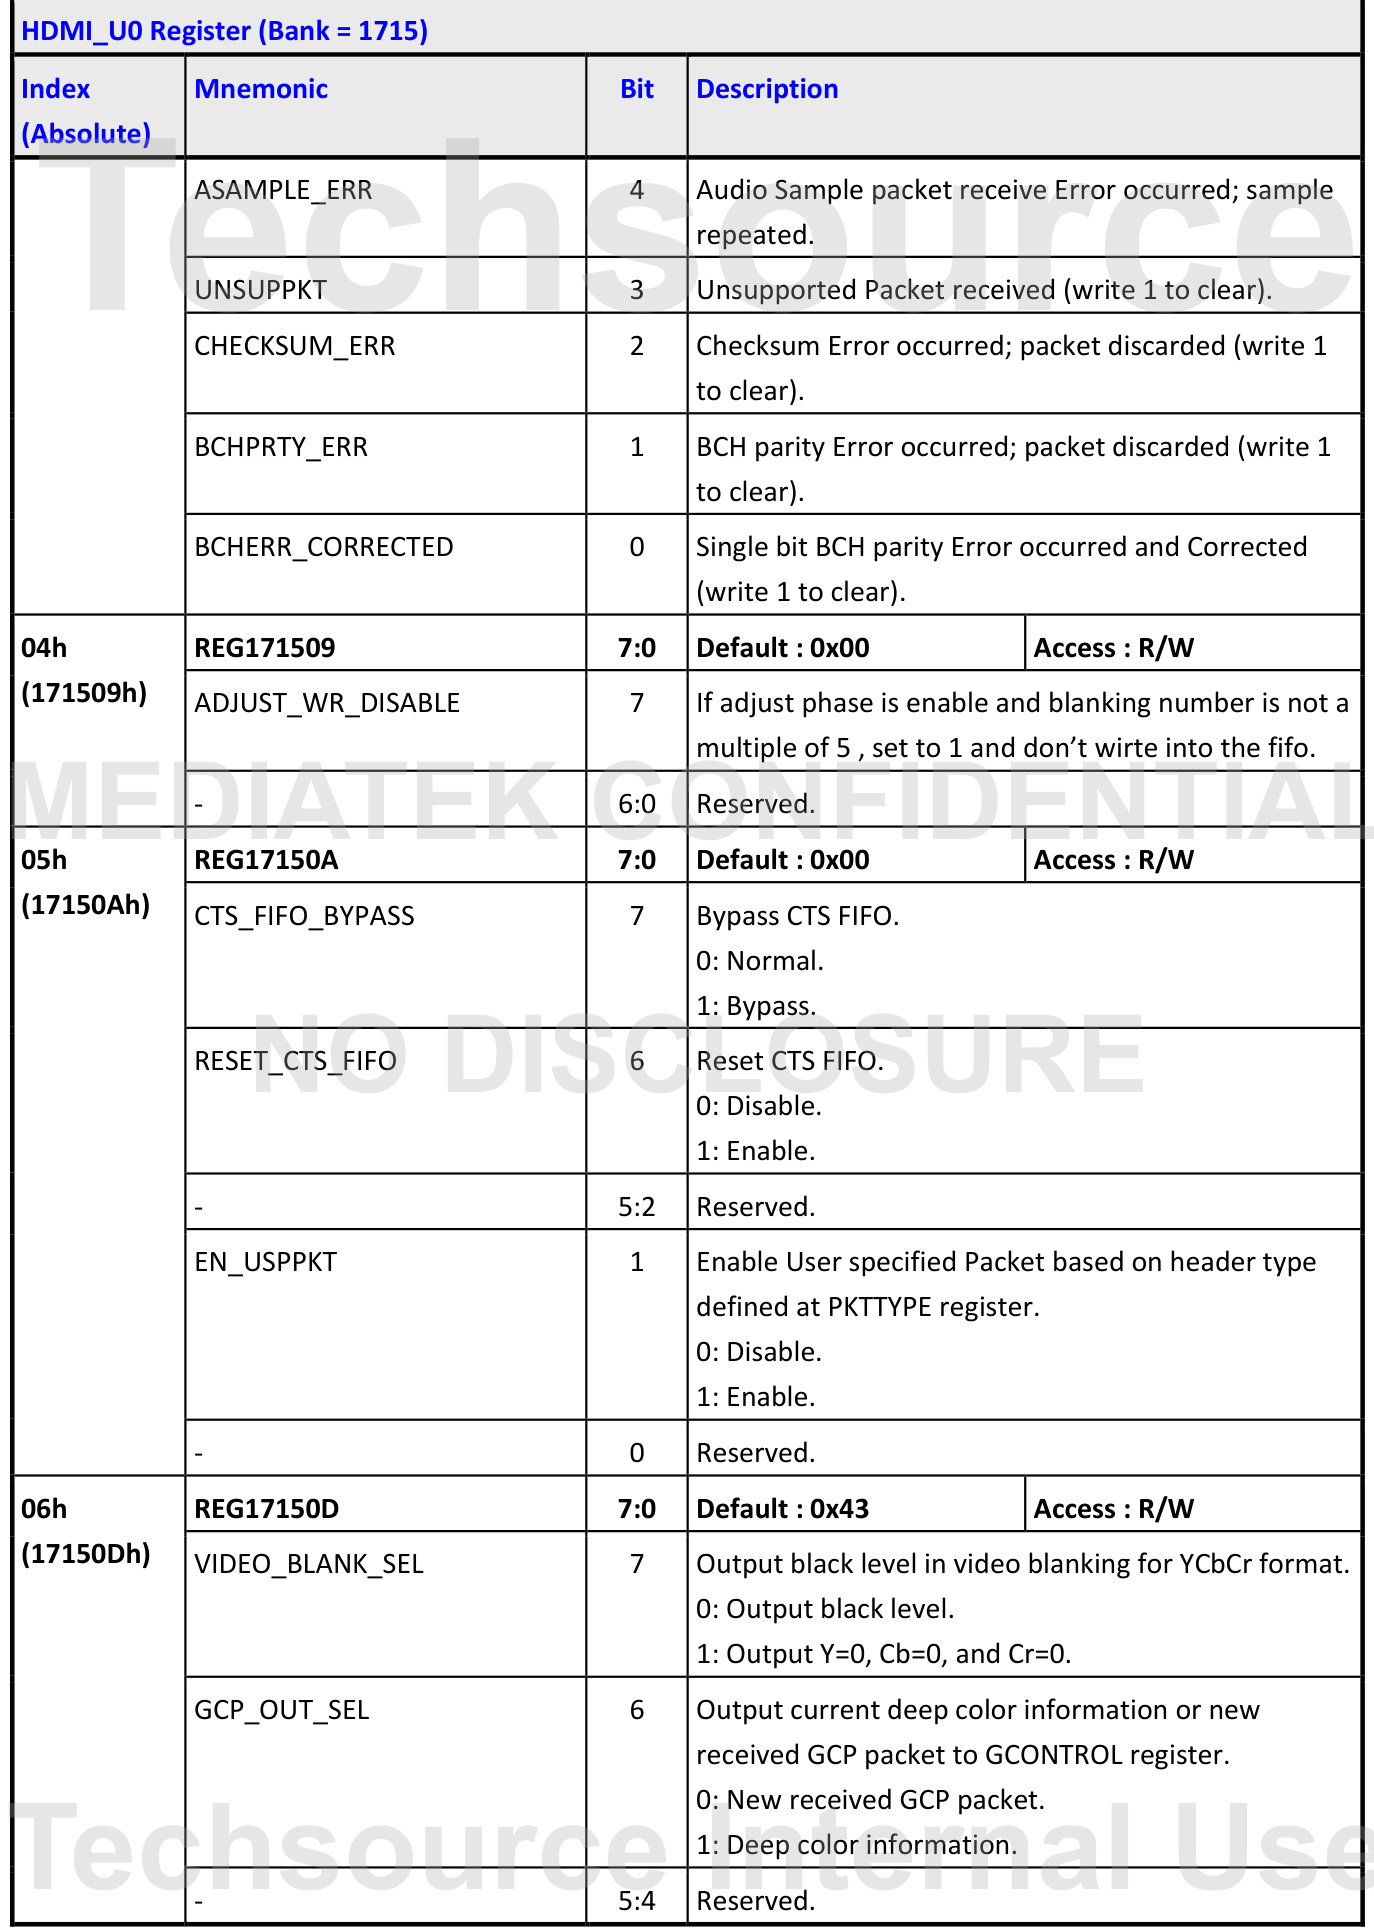 HDMI_U0 Register (Bank = 1715)
Index (Absolute) Mnemonic Bit Description
Techsource
ASAMPLE_ERR 4 Audio Sample packet receive Error occurred; sample
repeated.
UNSUPPKT 3 Unsupported Packet received (write 1 to clear).
CHECKSUM_ERR 2 Checksum Error occurred; packet discarded (write 1
to clear).
BCHPRTY_ERR 1 BCH parity Error occurred; packet discarded (write 1
to clear).
BCHERR_CORRECTED 0 Single bit BCH parity Error occurred and Corrected
(write 1 to clear).
04h REG171509 7:0 Default : 0x00 Access : R/W
(171509h) ADJUST_WR_DISABLE 7 If adjust phase is enable and blanking number is not a
multiple of 5 , set to 1 and don’t wirte into the fifo.
MEDIATEK CONFIDENTIAL
- 6:0 Reserved.
05h REG17150A 7:0 Default : 0x00 Access : R/W
(17150Ah) CTS_FIFO_BYPASS 7 Bypass CTS FIFO.
0: Normal.
1: Bypass.
NO DISCLOSURE
RESET_CTS_FIFO 6 Reset CTS FIFO.
0: Disable.
1: Enable.
- 5:2 Reserved.
EN_USPPKT 1 Enable User specified Packet based on header type
defined at PKTTYPE register.
0: Disable.
1: Enable.
- 0 Reserved.
06h REG17150D 7:0 Default : 0x43 Access : R/W
(17150Dh) VIDEO_BLANK_SEL 7 Output black level in video blanking for YCbCr format.
0: Output black level.
1: Output Y=0, Cb=0, and Cr=0.
GCP_OUT_SEL 6 Output current deep color information or new
received GCP packet to GCONTROL register.
0: New received GCP packet.
1: Deep color information.
Techsource Internal Use
- 5:4 Reserved.